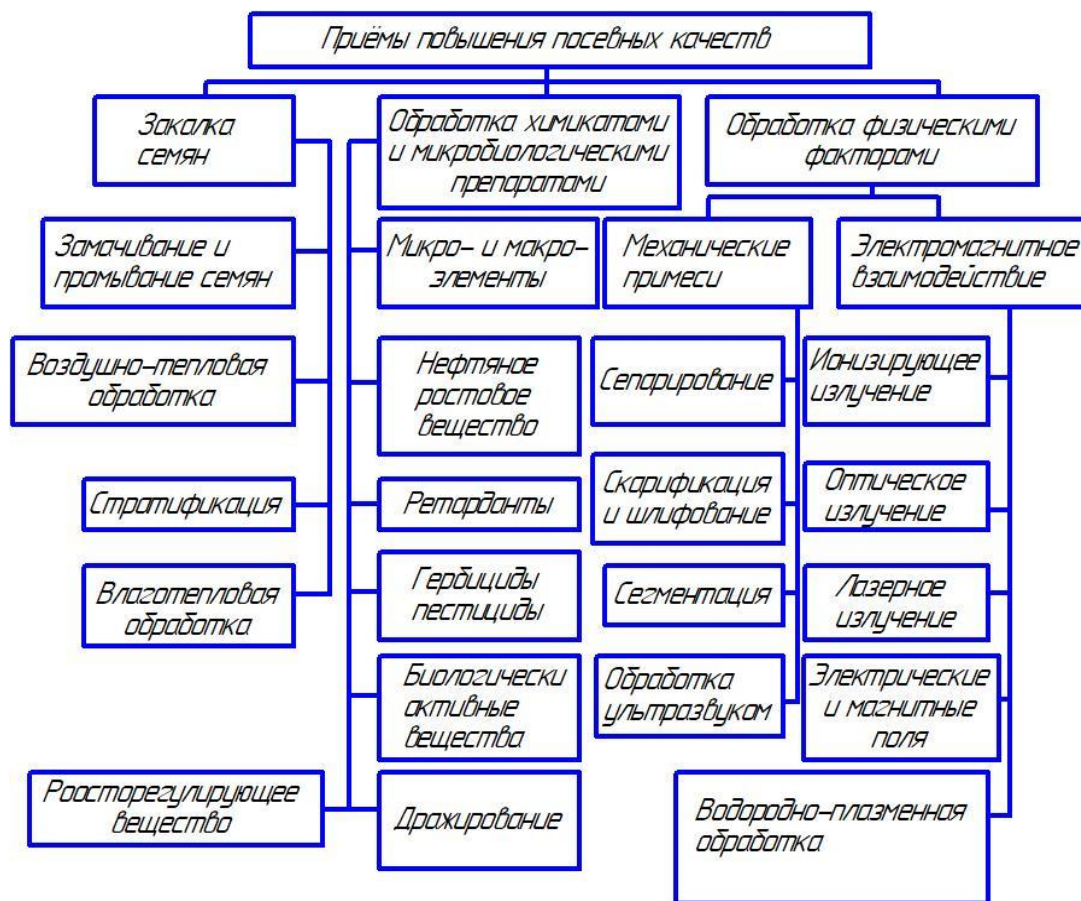 Приёмы повышения посевных качеств
Закалка
семян
Обработка химикатами
и микробиологическими
препаратами
Обработка физическими
факторами
Замачивание и
промывание семян
Микро- и макро-
элементы
Механические
примеси
Электромагнитное
взаимодействие
Воздушно-тепловая
обработка
Нефтяное
ростовое
вещество
Сепарирование
Ионизирующее
излучение
Стратификация
Ретарданты
Скарификация
и шлифование
Оптическое
излучение
Влаготепловая
обработка
Гербициды
пестициды
Сегментация
Лазерное
излучение
Биологически
активные
вещества
Обработка
ультразвуком
Электрические
и магнитные
поля
Роосторегулирующее
вещество
Дражирование
Водородно-плазменная
обработка